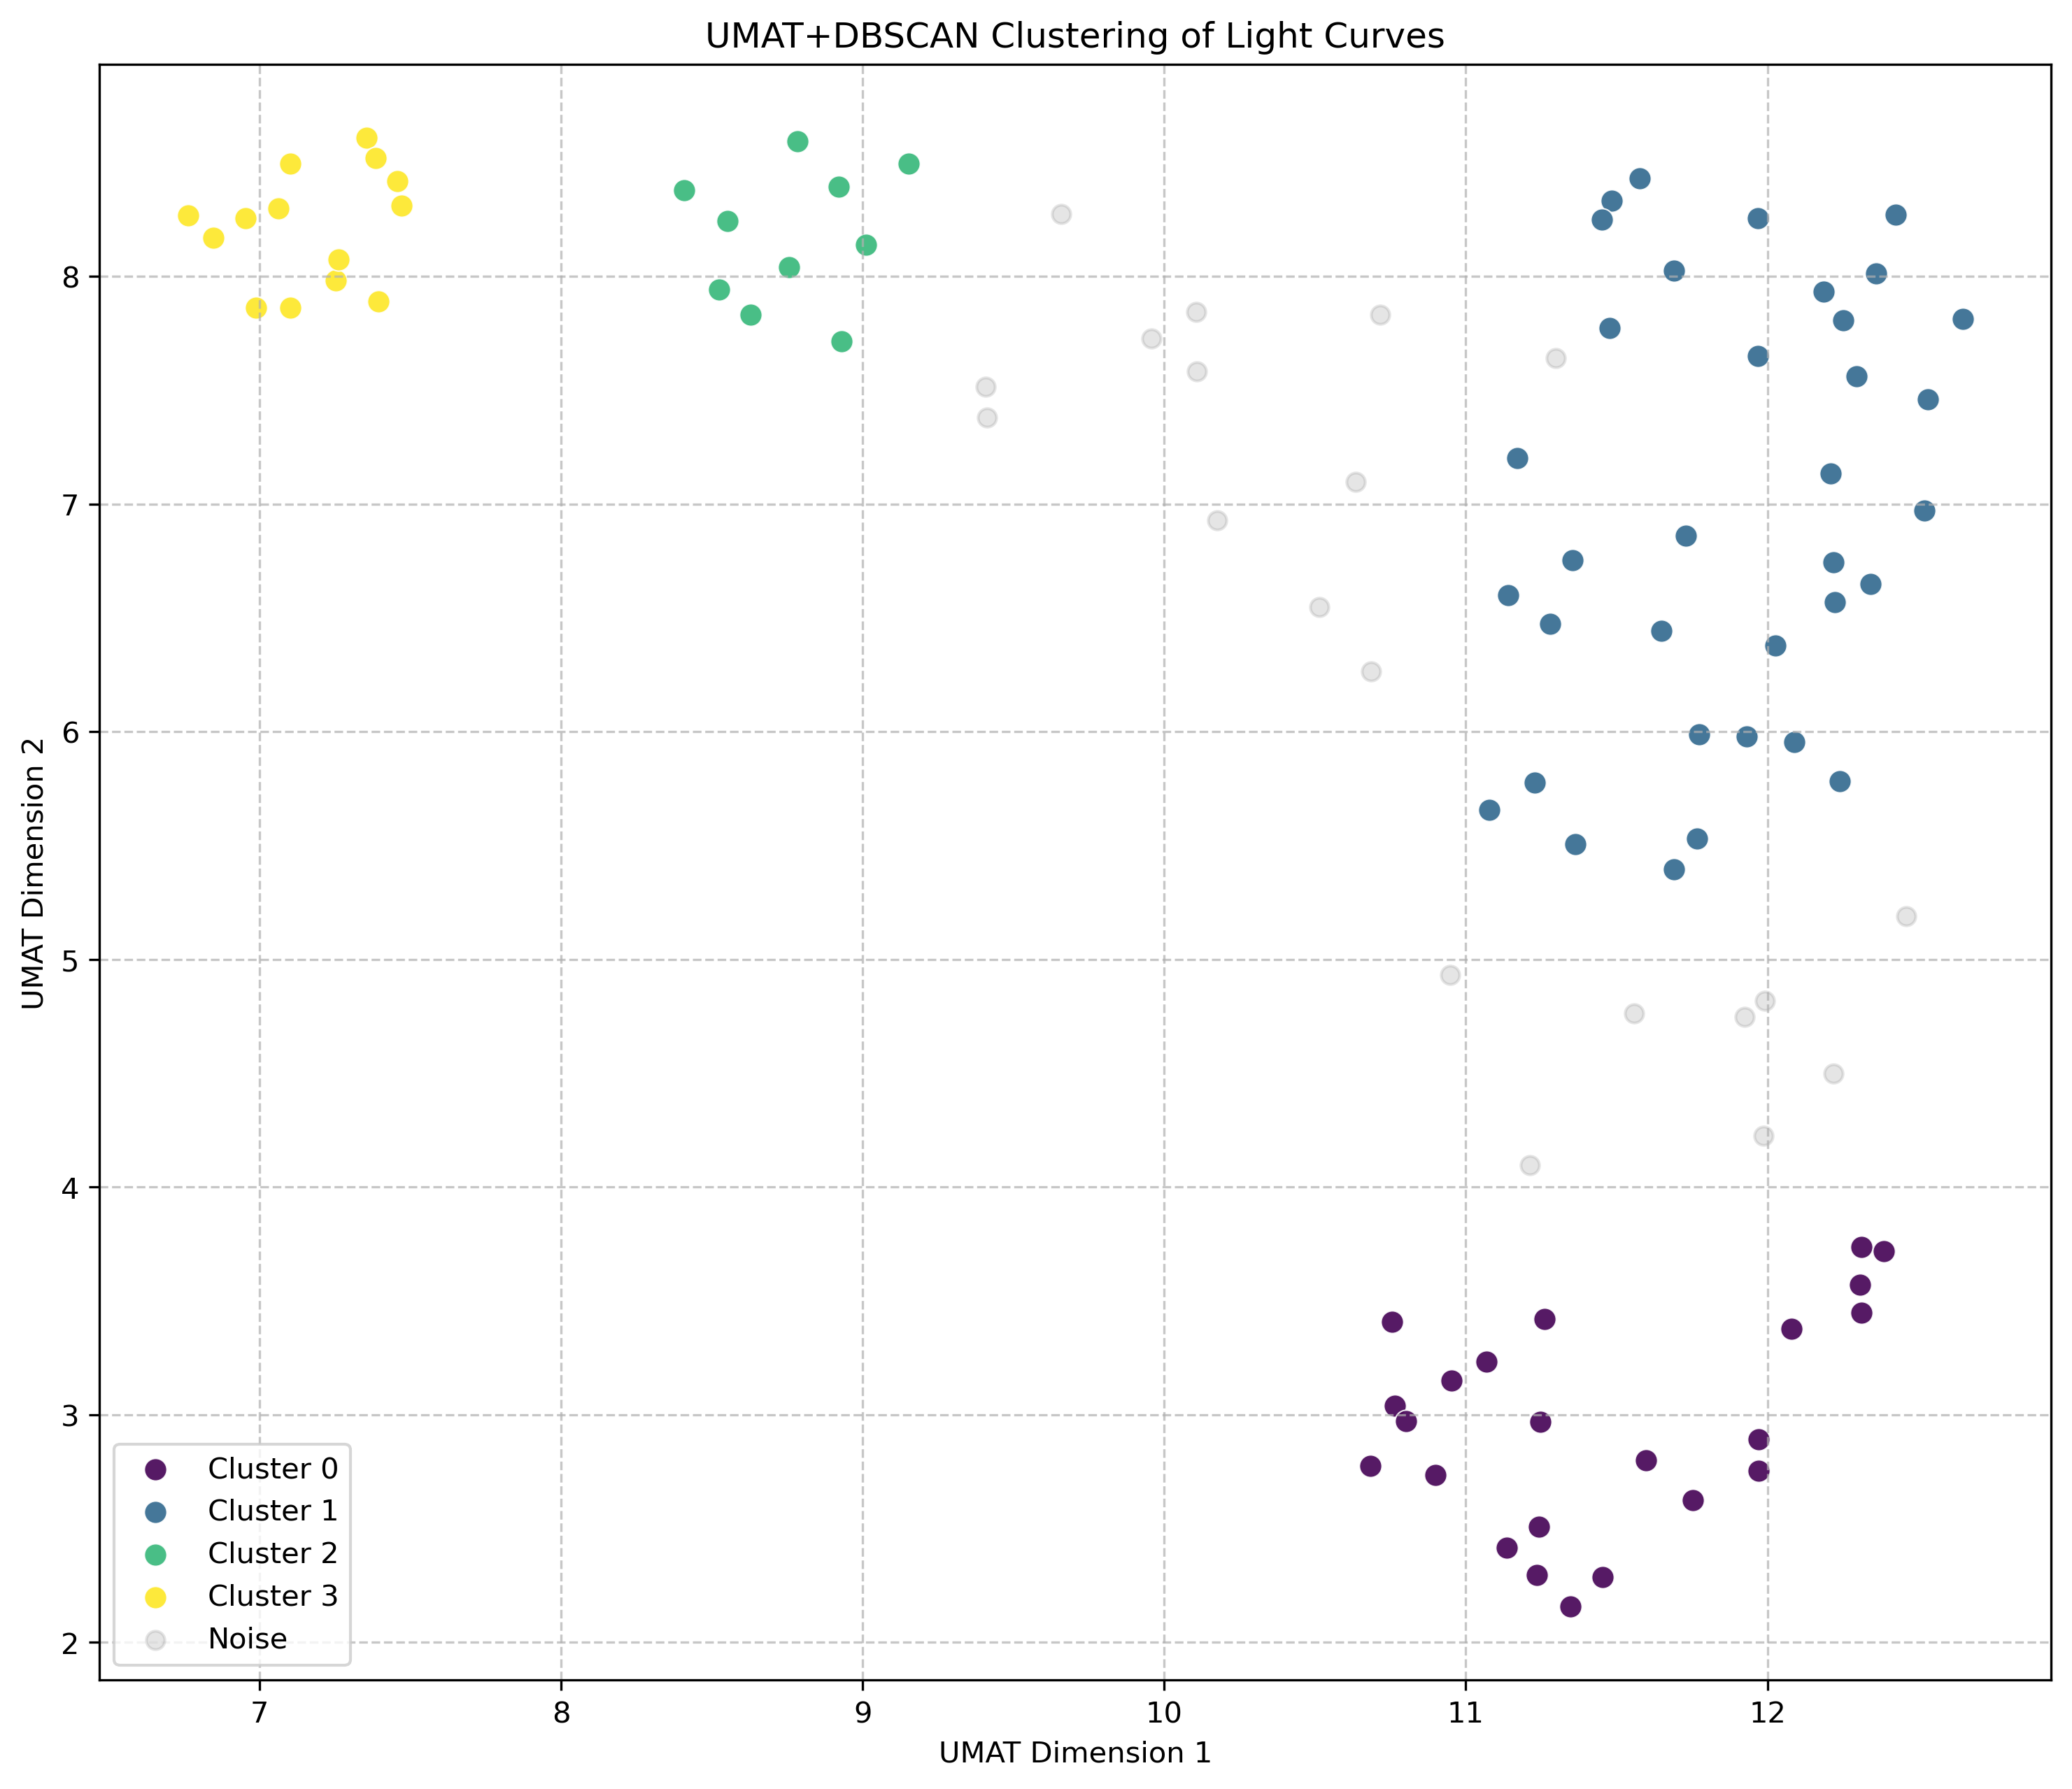 UMAT+DBSCAN Clustering of Light Curves
UMAT Dimension 2
8
7
6
5
4
3
2
Cluster 0
Cluster 1
Cluster 2
Cluster 3
Noise
7 8 9 10 11 12
UMAT Dimension 1